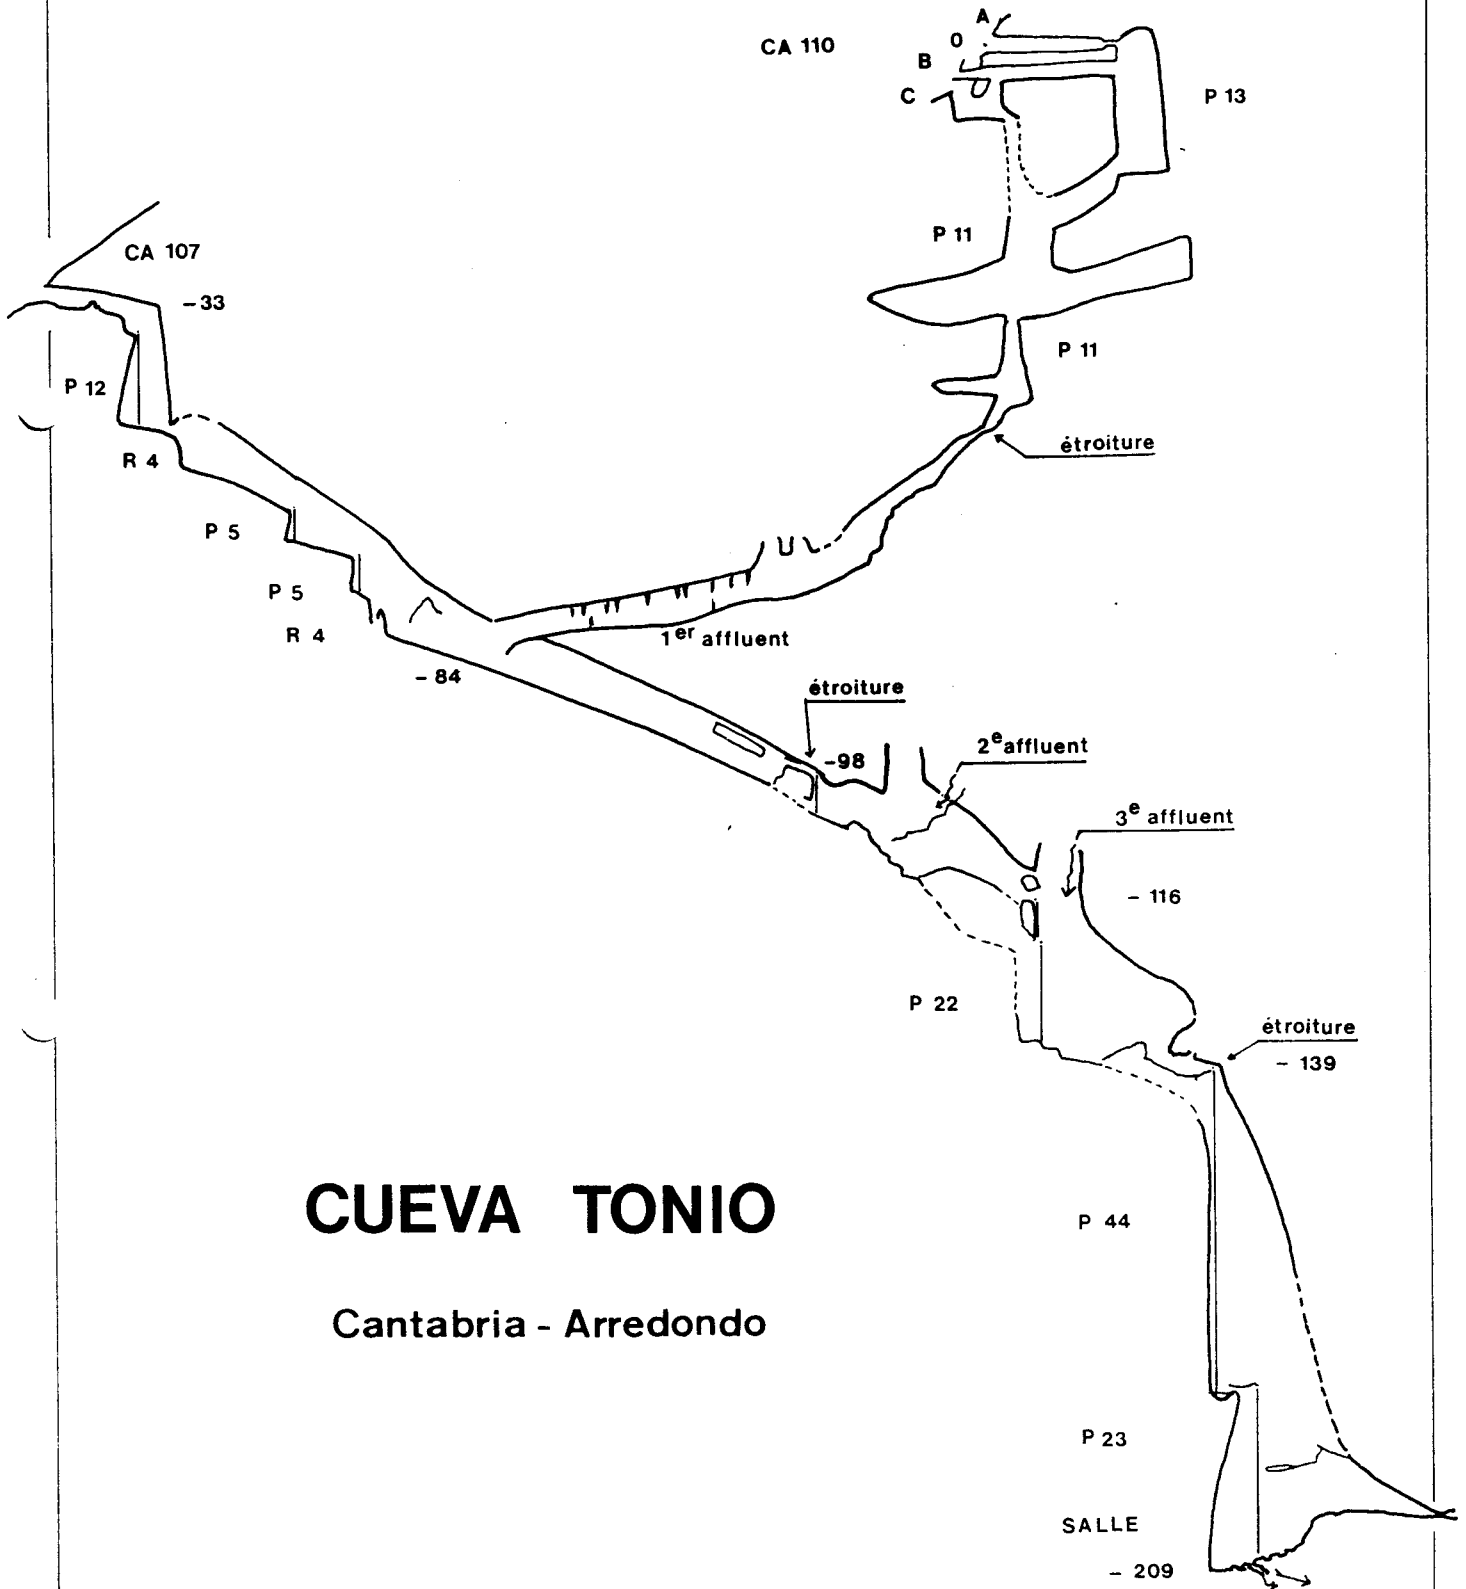 A
O
CA 110
B
C
P 13
P 11
CA 107
-33
P 11
P 12
étroiture
R 4
P 5
P 5
R 4
1er affluent
- 84
étroiture
2e affluent
-98
3e affluent
- 116
P 22
étroiture
- 139
CUEVA TONIO
P 44
Cantabria - Arredondo
P 23
SALLE
- 209